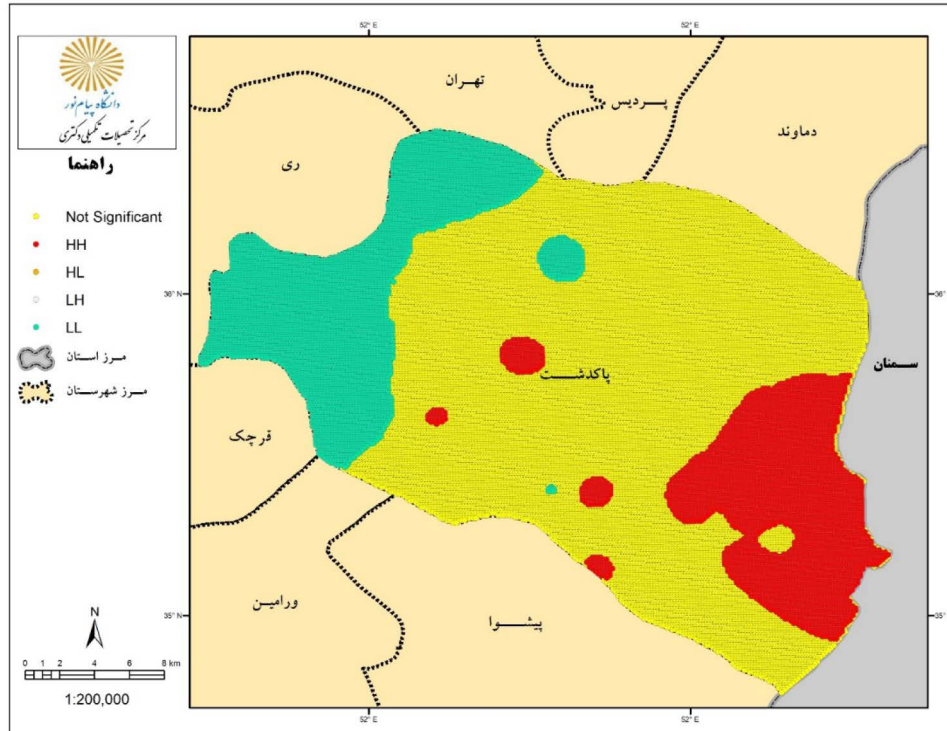 دانشگاه پیام‌نور
مرکز تحصیلات تکمیلی دکتری
راهنما
Not Significant
HH
HL
LH
LL
مرز استان
مرز شهرستان
N
0 1 2 4 6 8 km
1:200,000
52° E
52° E
تهران
پردیس
دماوند
ری
36° N
36° N
سمنان
پاکدشت
قرچک
ورامین
پیشوا
35° N
35° N
52° E
52° E